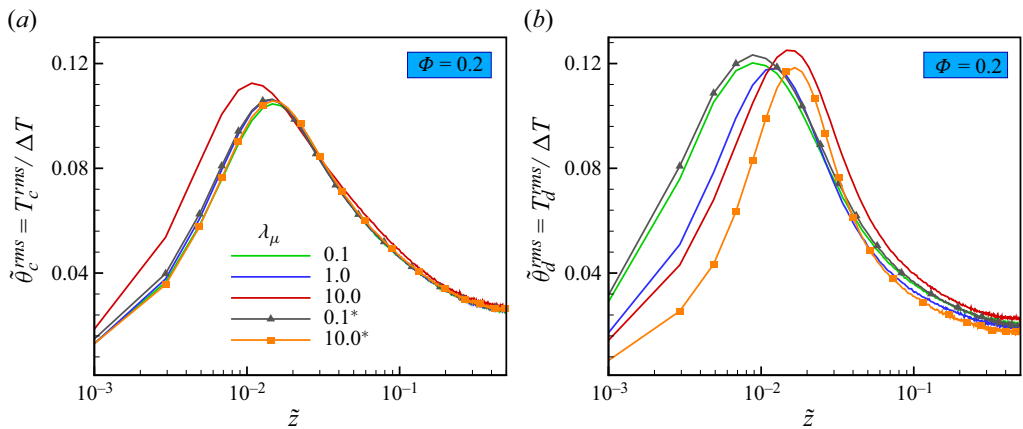 (a)
(b)
0.12
0.08
0.04
10⁻³
10⁻²
10⁻¹
z̃
θ̃_c^rms = T_c^rms / ΔT
Φ = 0.2
λ_μ
0.1
1.0
10.0
0.1*
10.0*
0.12
0.08
0.04
10⁻³
10⁻²
10⁻¹
z̃
θ̃_d^rms = T_d^rms / ΔT
Φ = 0.2